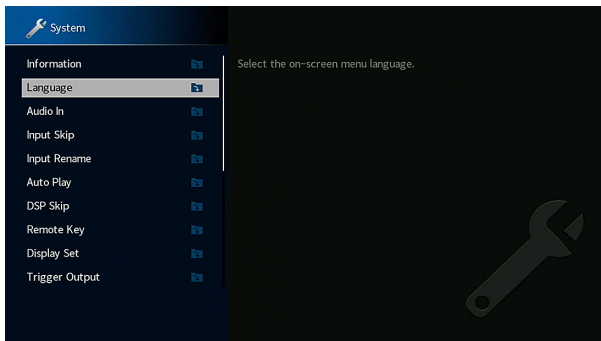 System
Information
Language
Select the on-screen menu language.
Audio In
Input Skip
Input Rename
Auto Play
DSP Skip
Remote Key
Display Set
Trigger Output